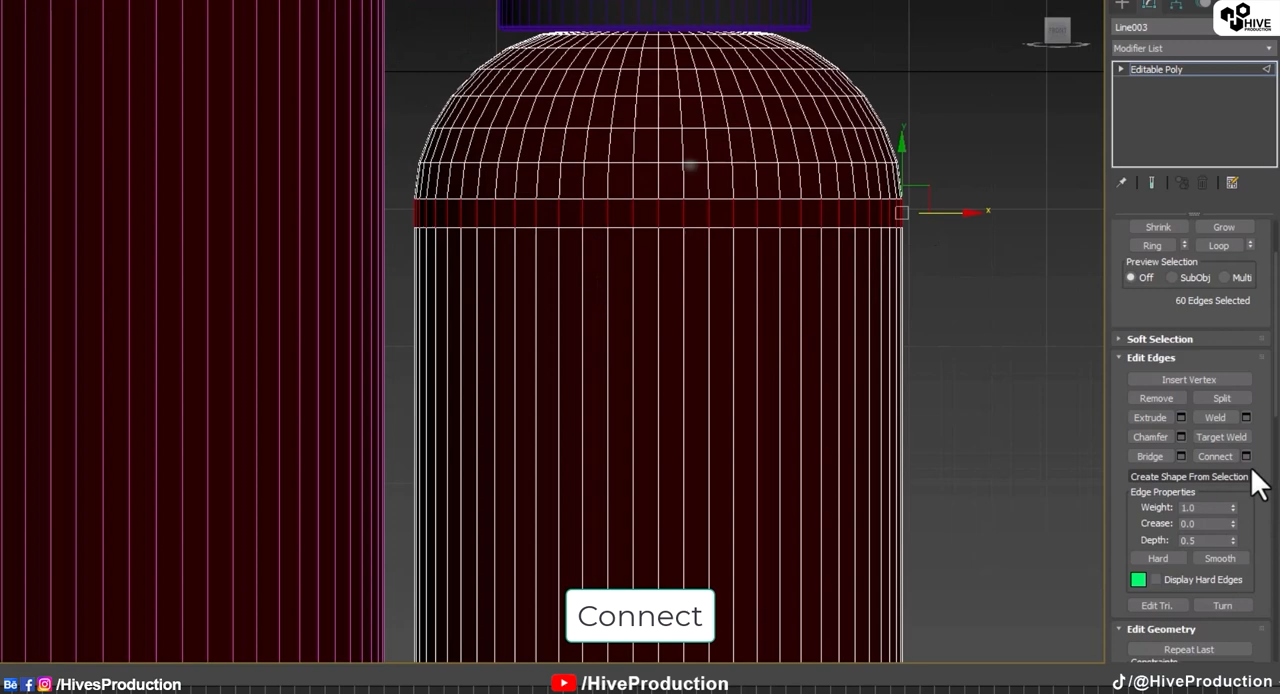 HIVE
PRODUCTION
Line003
Modifier List
Editable Poly
Y
x
Shrink Grow
Ring Loop
Preview Selection
Off SubObj Multi
60 Edges Selected
Soft Selection
Edit Edges
Insert Vertex
Remove Split
Extrude Weld
Chamfer Target Weld
Bridge Connect
Create Shape From Selection
Edge Properties
Weight: 1.0
Crease: 0.0
Depth: 0.5
Hard Smooth
Display Hard Edges
Edit Tri. Turn
Edit Geometry
Repeat Last
Constraints
Connect
/HivesProduction
/HiveProduction
/@HiveProduction